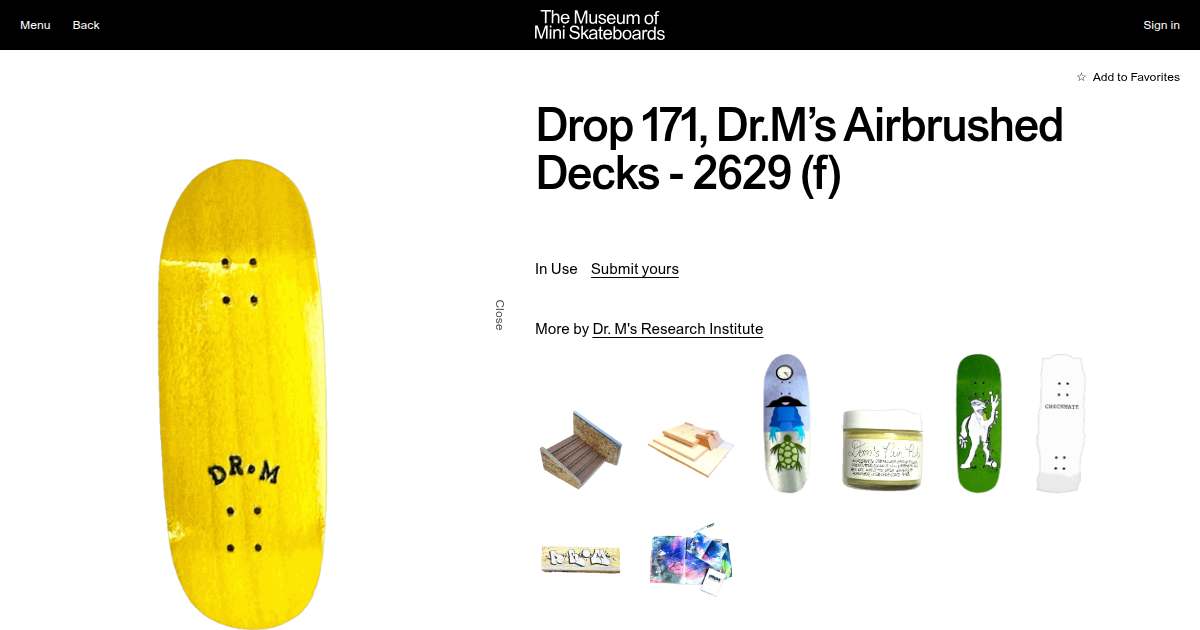 Menu
Back
The Museum of
Mini Skateboards
Sign in
☆ Add to Favorites
Drop 171, Dr.M’s Airbrushed
Decks - 2629 (f)
In Use
Submit yours
Close
More by Dr. M's Research Institute
DR.M
CHECKMATE